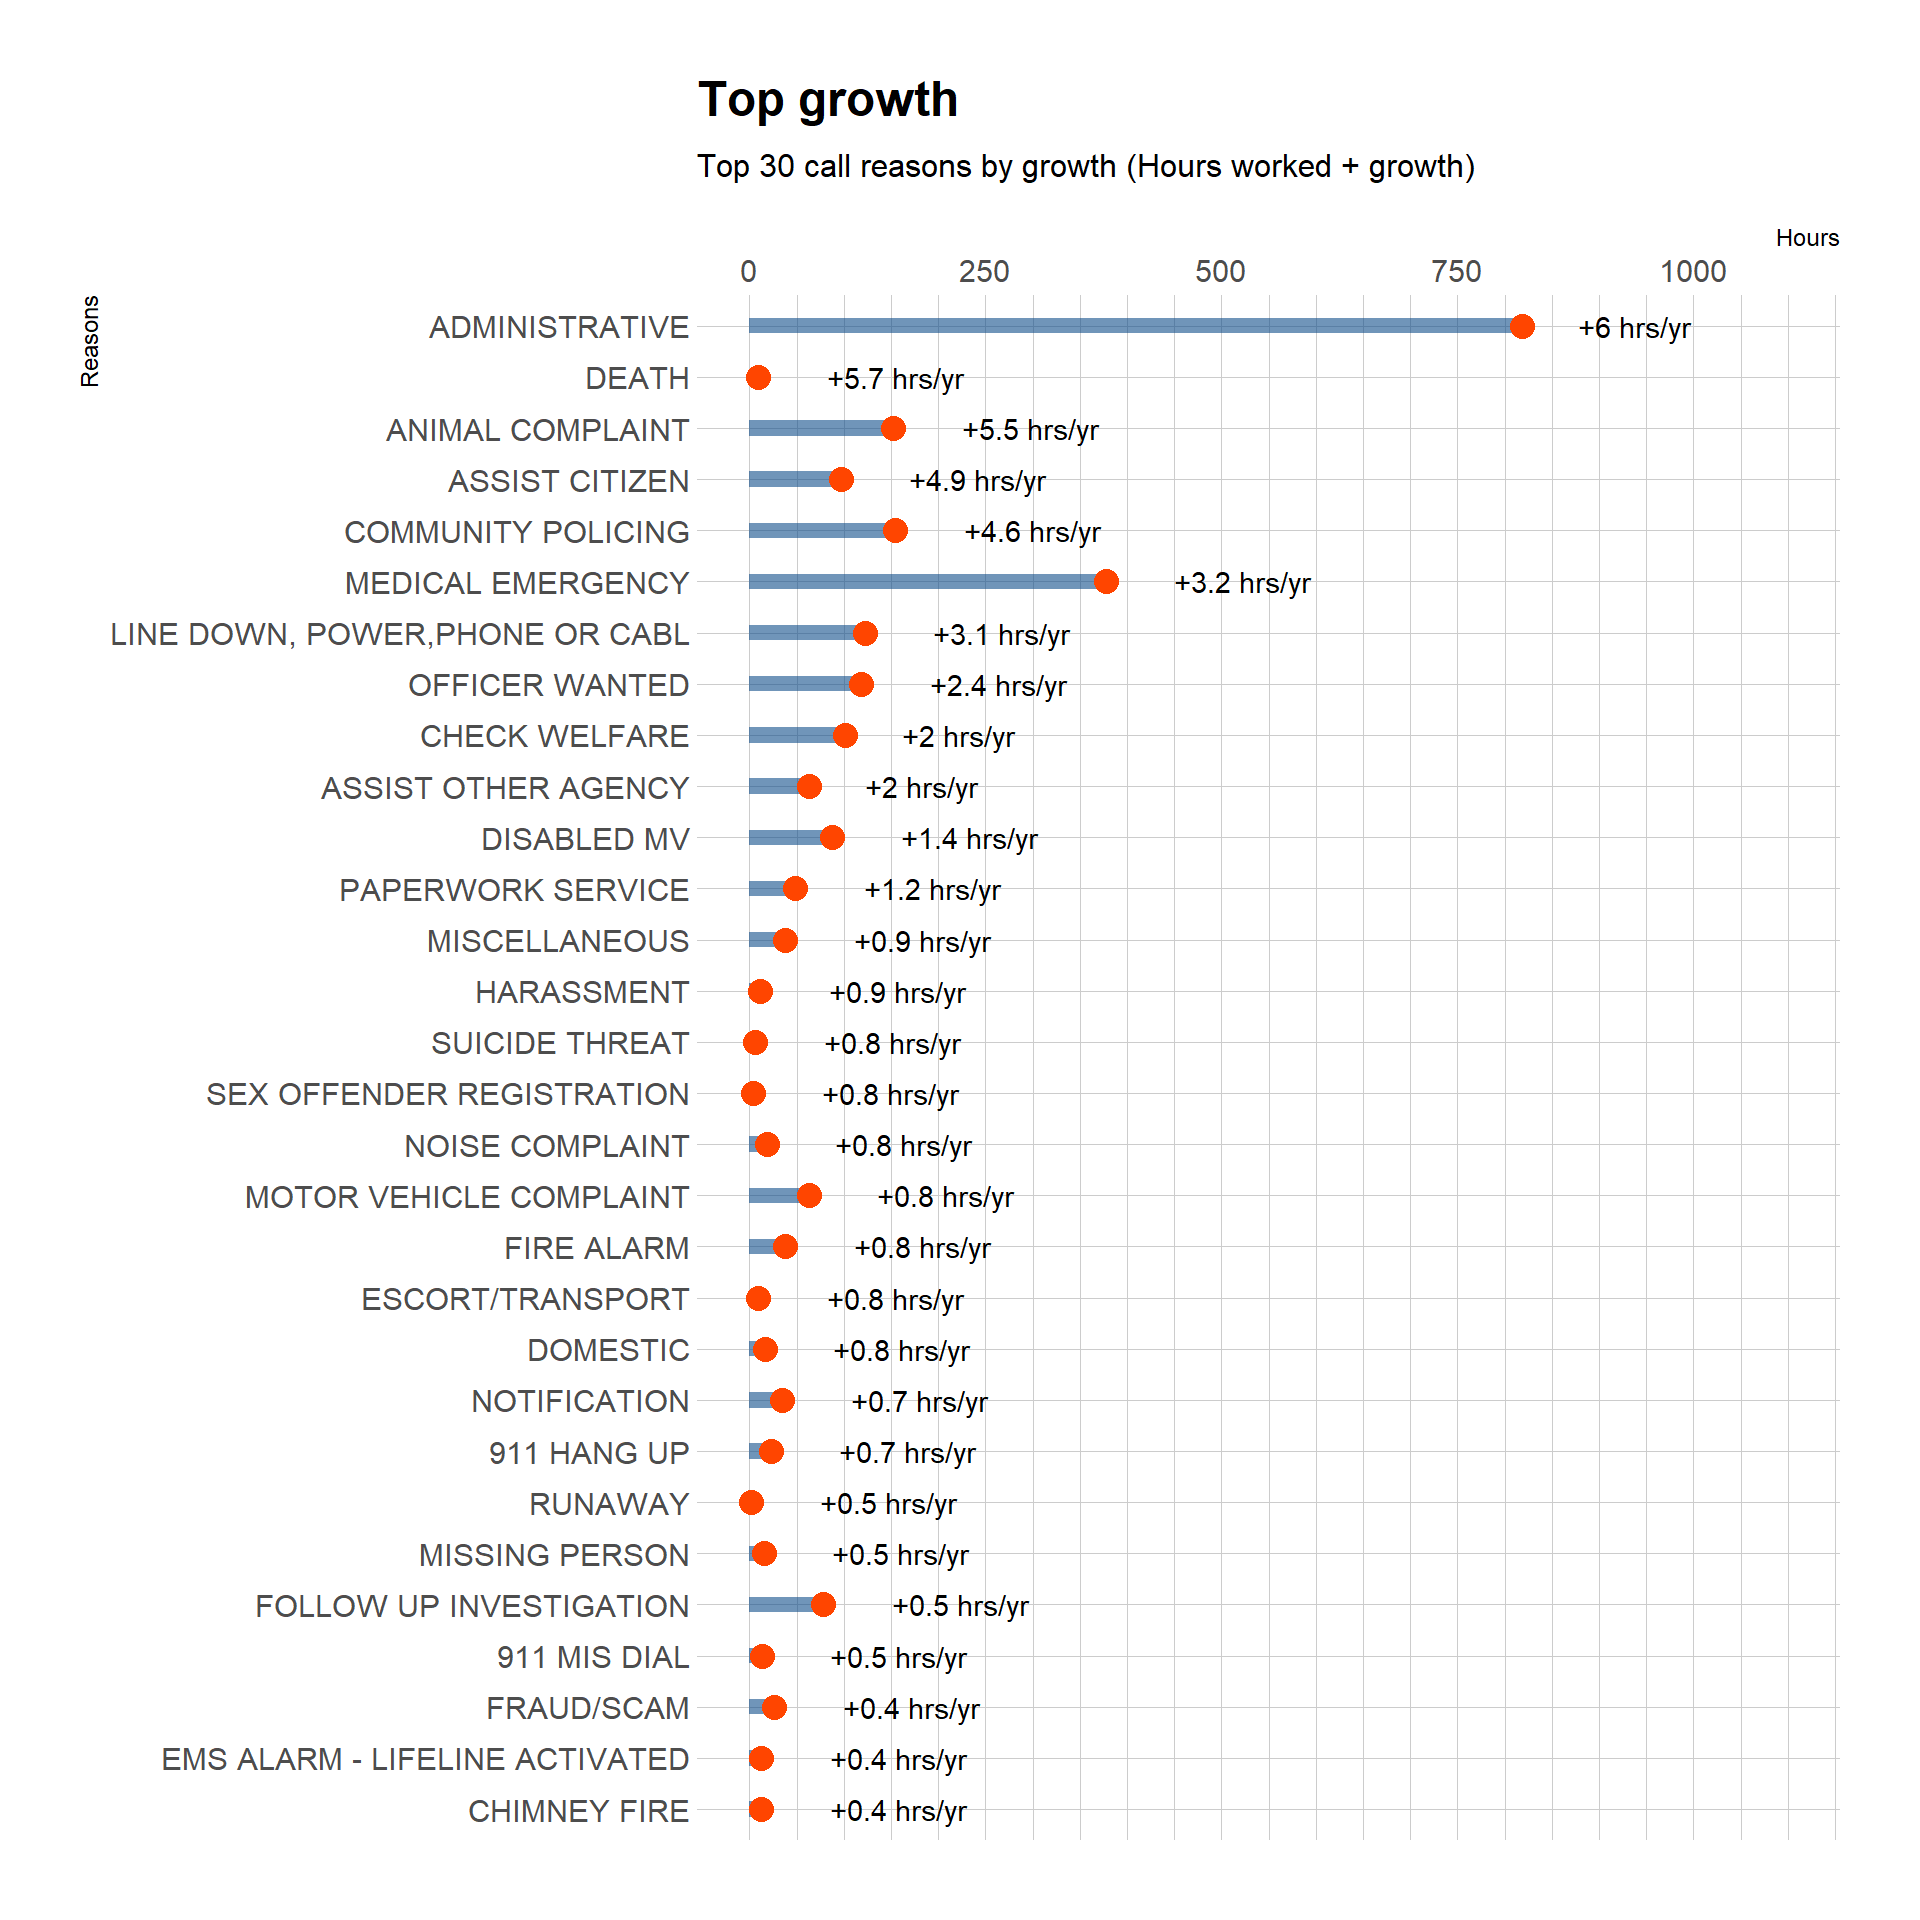 Top growth
Top 30 call reasons by growth (Hours worked + growth)
Hours
0 250 500 750 1000
Reasons
ADMINISTRATIVE +6 hrs/yr
DEATH +5.7 hrs/yr
ANIMAL COMPLAINT +5.5 hrs/yr
ASSIST CITIZEN +4.9 hrs/yr
COMMUNITY POLICING +4.6 hrs/yr
MEDICAL EMERGENCY +3.2 hrs/yr
LINE DOWN, POWER,PHONE OR CABL +3.1 hrs/yr
OFFICER WANTED +2.4 hrs/yr
CHECK WELFARE +2 hrs/yr
ASSIST OTHER AGENCY +2 hrs/yr
DISABLED MV +1.4 hrs/yr
PAPERWORK SERVICE +1.2 hrs/yr
MISCELLANEOUS +0.9 hrs/yr
HARASSMENT +0.9 hrs/yr
SUICIDE THREAT +0.8 hrs/yr
SEX OFFENDER REGISTRATION +0.8 hrs/yr
NOISE COMPLAINT +0.8 hrs/yr
MOTOR VEHICLE COMPLAINT +0.8 hrs/yr
FIRE ALARM +0.8 hrs/yr
ESCORT/TRANSPORT +0.8 hrs/yr
DOMESTIC +0.8 hrs/yr
NOTIFICATION +0.7 hrs/yr
911 HANG UP +0.7 hrs/yr
RUNAWAY +0.5 hrs/yr
MISSING PERSON +0.5 hrs/yr
FOLLOW UP INVESTIGATION +0.5 hrs/yr
911 MIS DIAL +0.5 hrs/yr
FRAUD/SCAM +0.4 hrs/yr
EMS ALARM - LIFELINE ACTIVATED +0.4 hrs/yr
CHIMNEY FIRE +0.4 hrs/yr